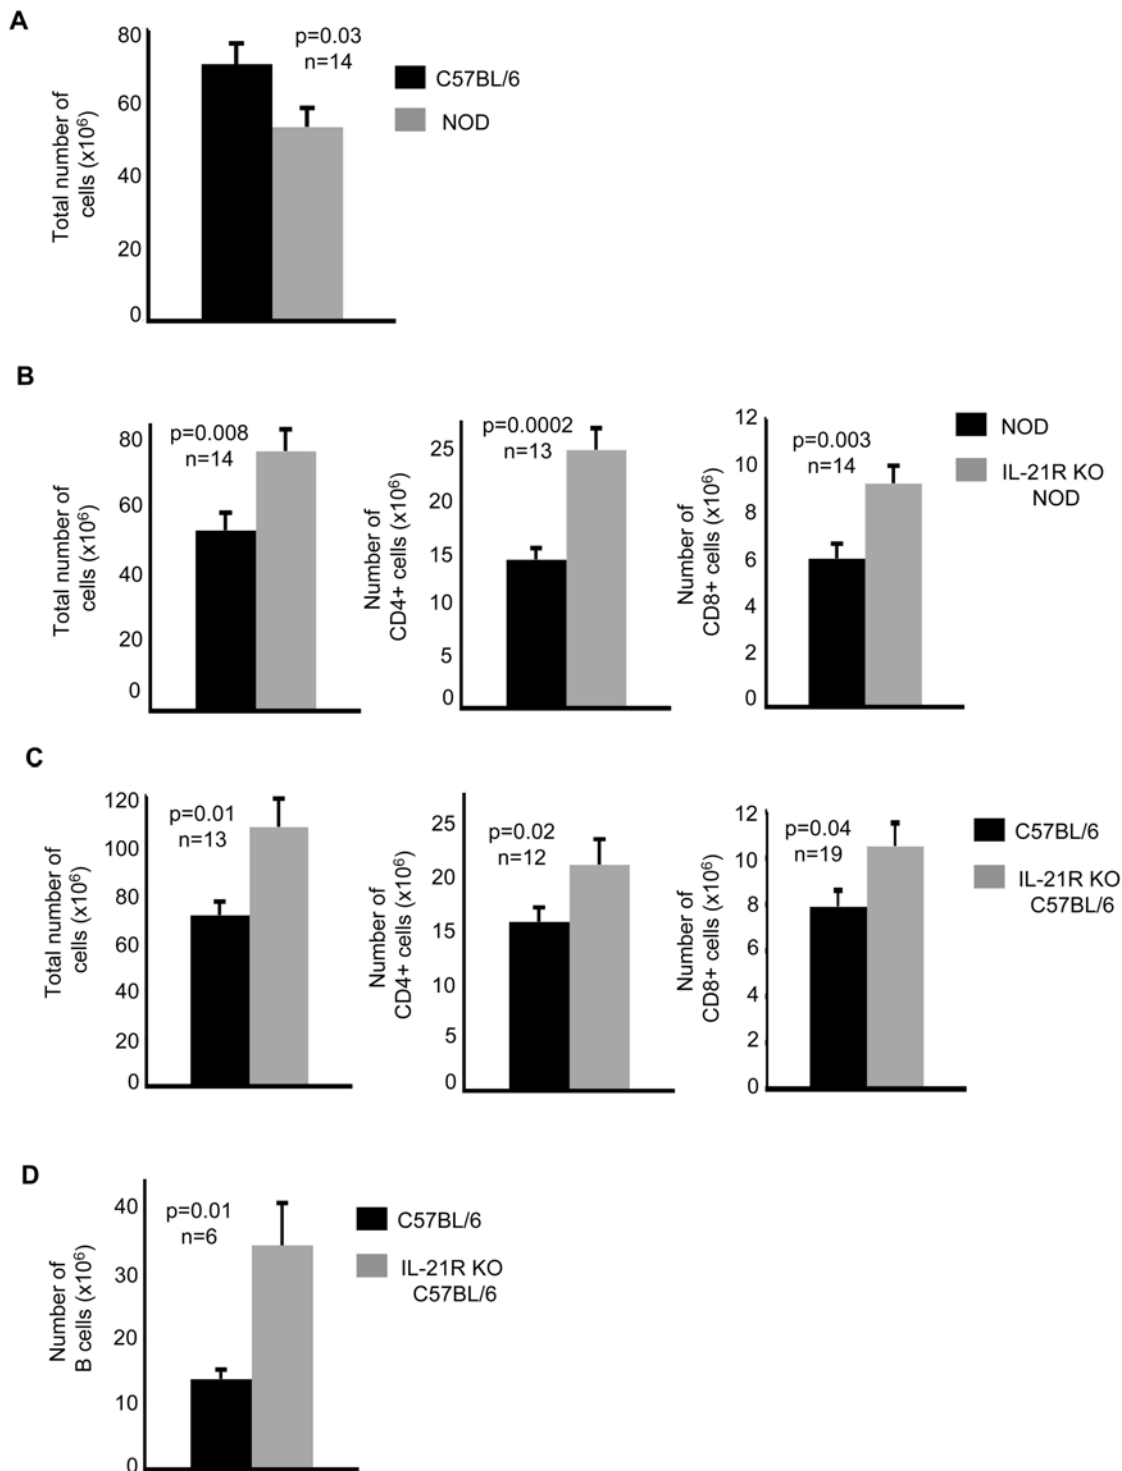 A
80
60
40
20
0
Total number of
cells (x10⁶)
p=0.03
n=14
C57BL/6
NOD
B
80
60
40
20
0
Total number of
cells (x10⁶)
p=0.008
n=14
25
20
15
10
5
0
Number of
CD4+ cells (x10⁶)
p=0.0002
n=13
12
10
8
6
4
2
0
Number of
CD8+ cells (x10⁶)
p=0.003
n=14
NOD
IL-21R KO
NOD
C
120
100
80
60
40
20
0
Total number of
cells (x10⁶)
p=0.01
n=13
25
20
15
10
5
0
Number of
CD4+ cells (x10⁶)
p=0.02
n=12
12
10
8
6
4
2
0
Number of
CD8+ cells (x10⁶)
p=0.04
n=19
C57BL/6
IL-21R KO
C57BL/6
D
40
30
20
10
0
Number of
B cells (x10⁶)
p=0.01
n=6
C57BL/6
IL-21R KO
C57BL/6